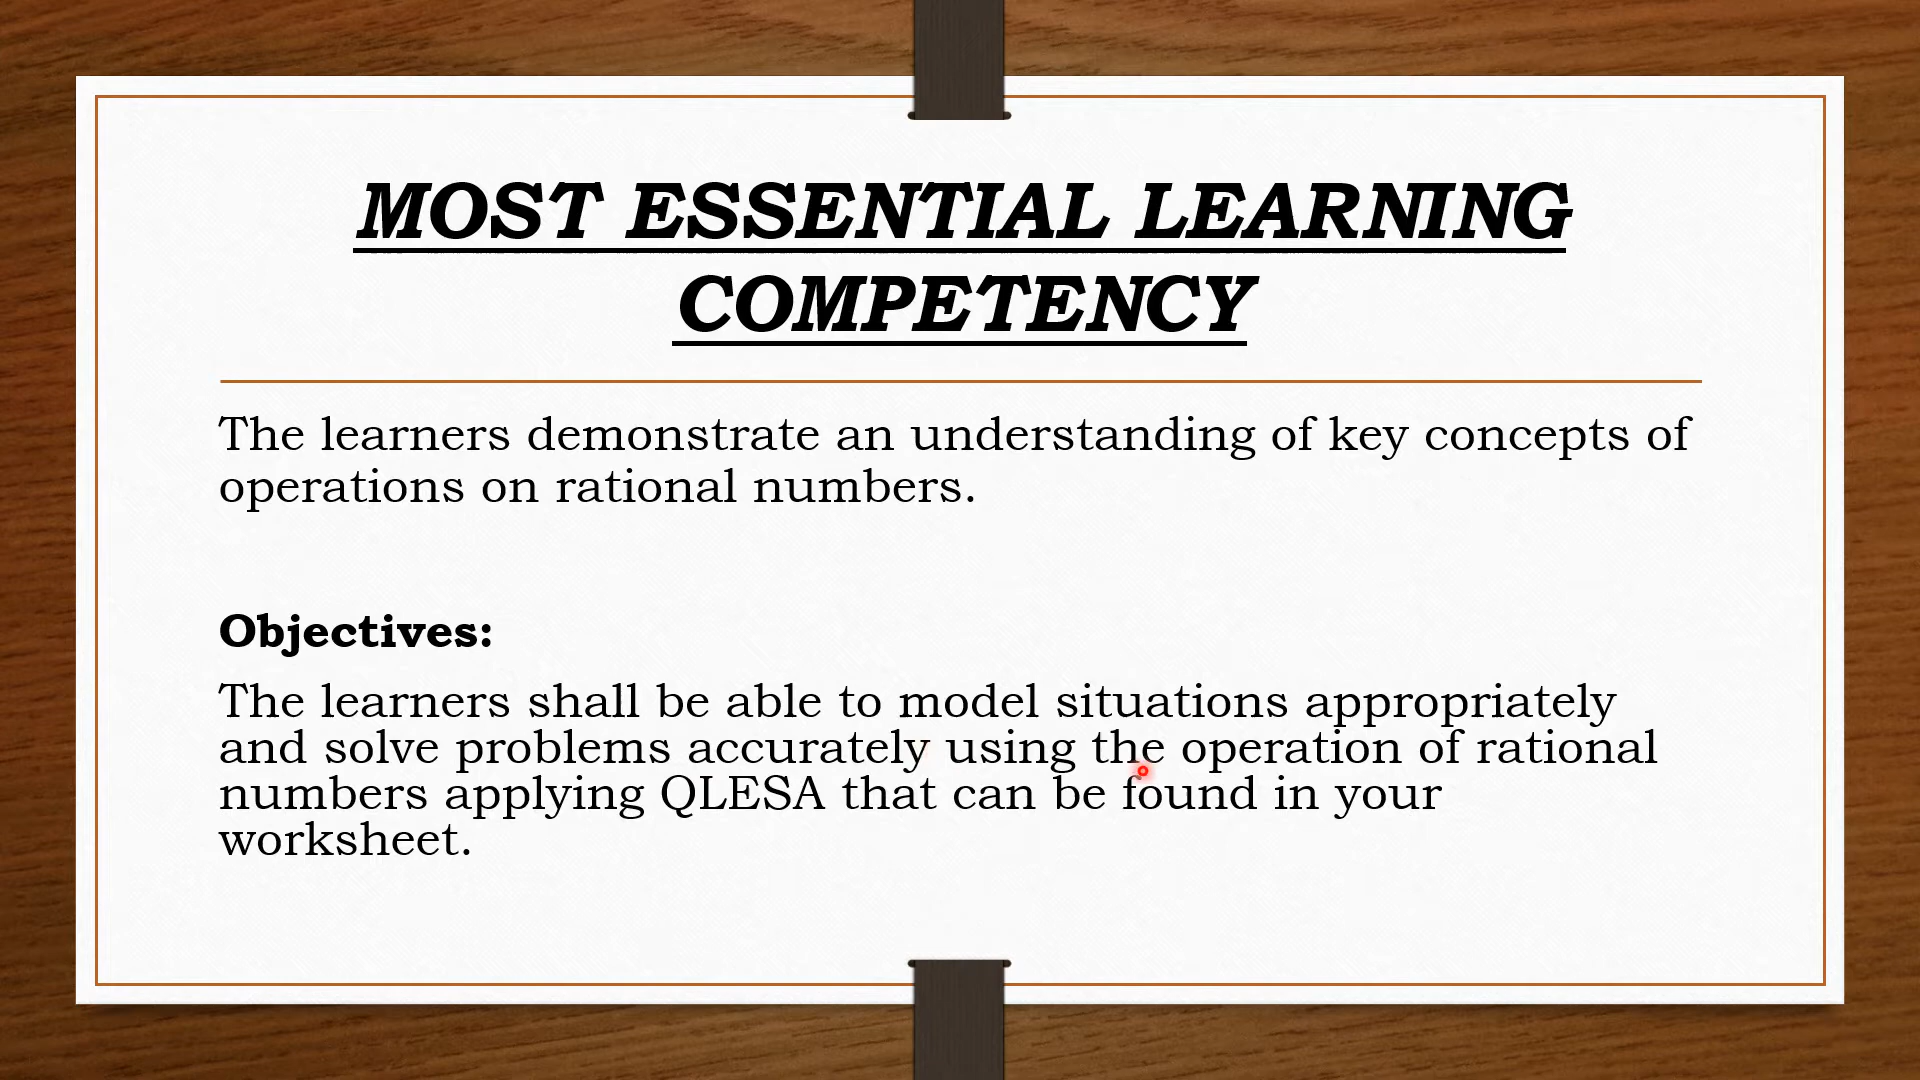 MOST ESSENTIAL LEARNING
COMPETENCY
The learners demonstrate an understanding of key concepts of
operations on rational numbers.
Objectives:
The learners shall be able to model situations appropriately
and solve problems accurately using the operation of rational
numbers applying QLESA that can be found in your
worksheet.